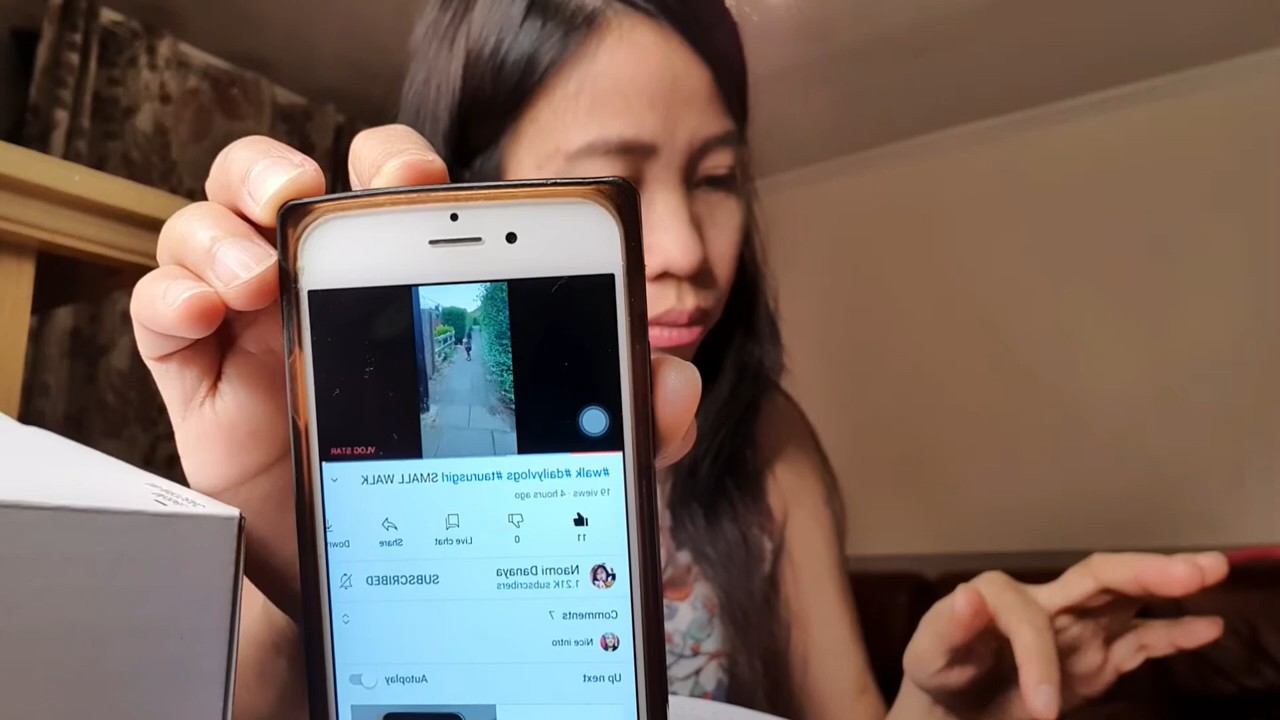 VLOG STAR
#walk #dailyvlogs #taurusgirl SMALL WALK
19 views · 4 hours ago
11
0
Live chat
Share
Down
Naomi Danaya
1.21K subscribers
SUBSCRIBED
Comments 7
Nice intro
Up next
Autoplay